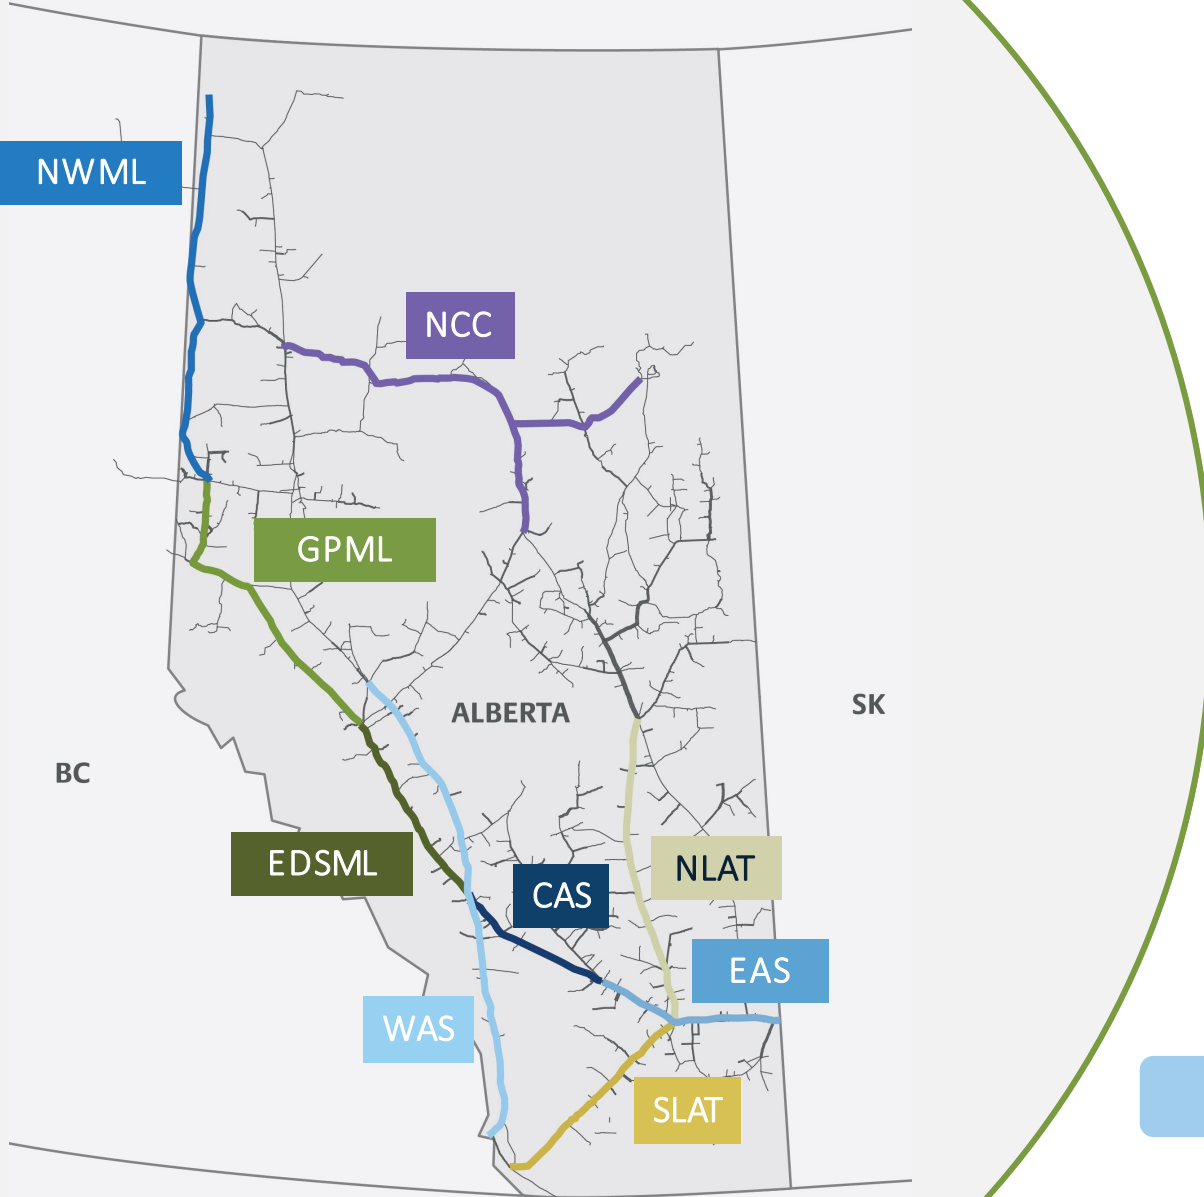 NWML
NCC
GPML
ALBERTA
SK
BC
EDSML
NLAT
CAS
EAS
WAS
SLAT